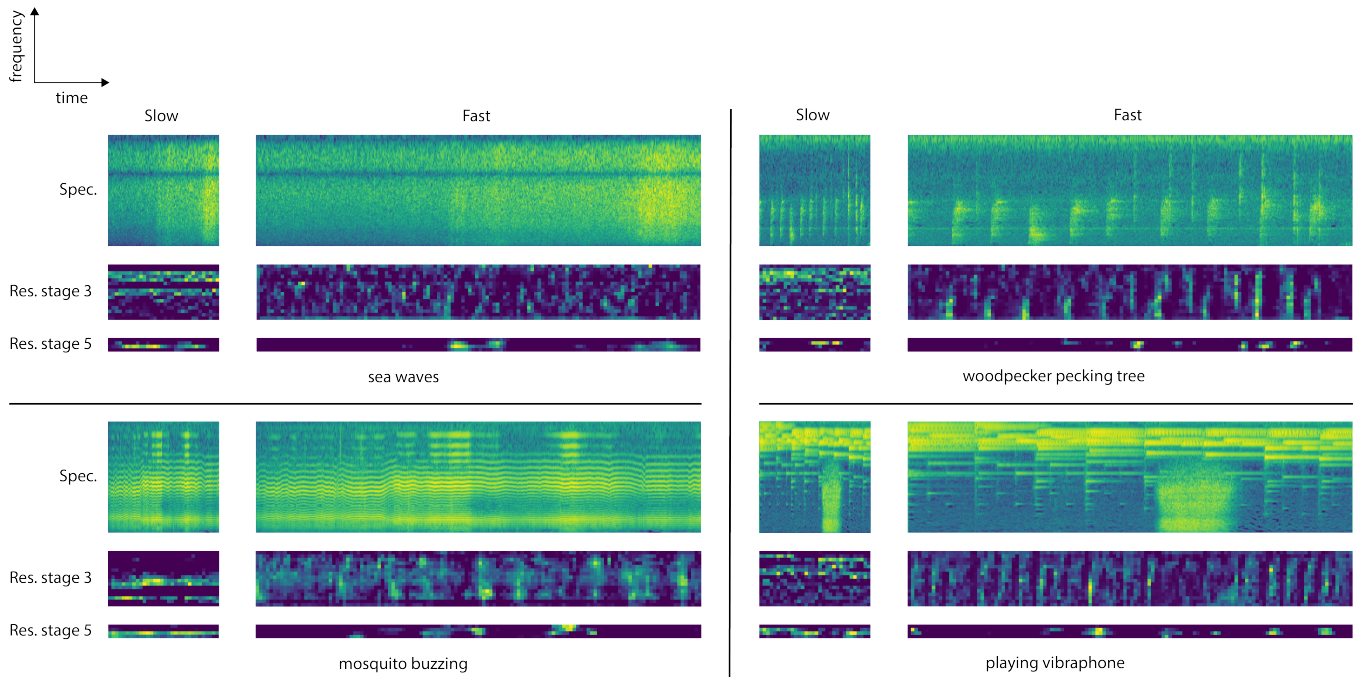 frequency
time
Slow Fast Slow Fast
Spec.
Res. stage 3
Res. stage 5
sea waves woodpecker pecking tree
Spec.
Res. stage 3
Res. stage 5
mosquito buzzing playing vibraphone